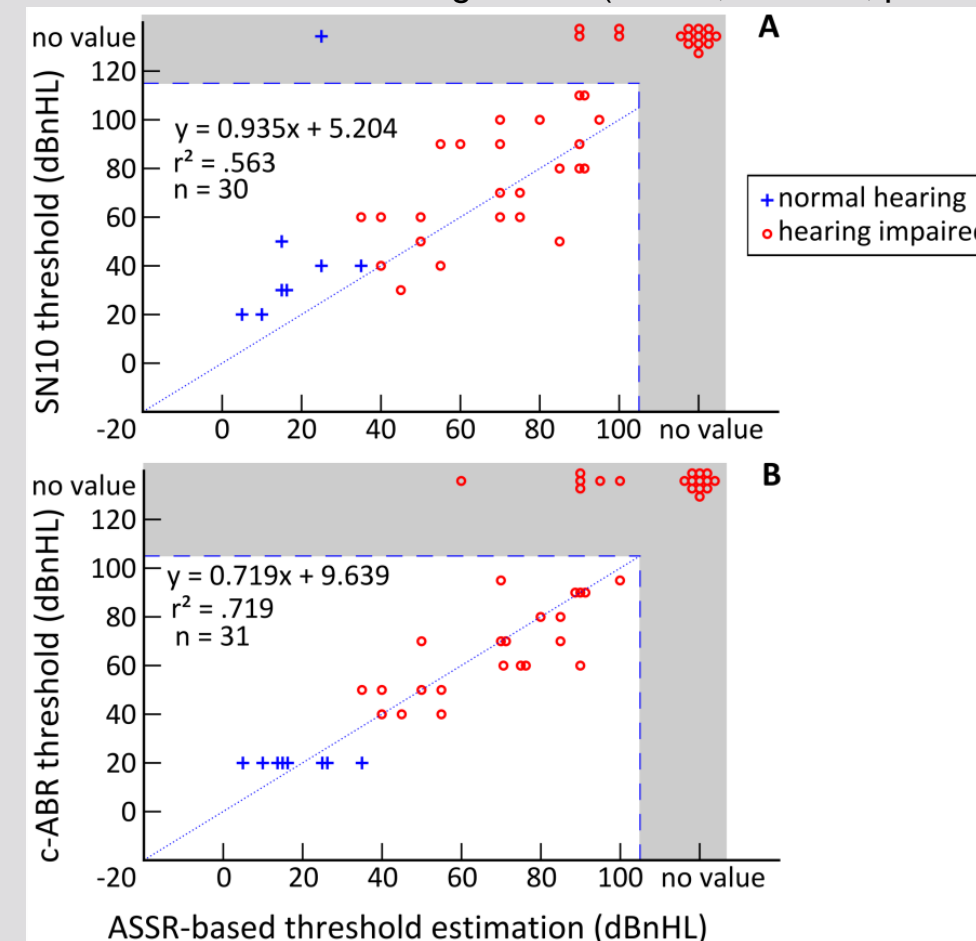 A
no value
120
100
80
60
40
20
0
-20
SN10 threshold (dBnHL)
y = 0.935x + 5.204
r² = .563
n = 30
0 20 40 60 80 100 no value
normal hearing
hearing impaired
B
no value
120
100
80
60
40
20
0
-20
c-ABR threshold (dBnHL)
y = 0.719x + 9.639
r² = .719
n = 31
0 20 40 60 80 100 no value
ASSR-based threshold estimation (dBnHL)